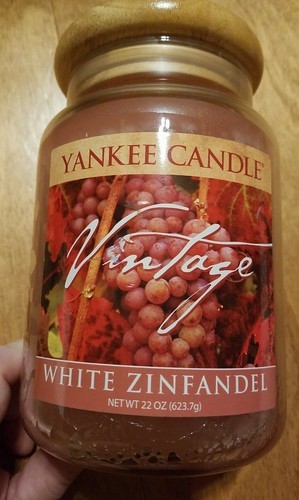 YANKEE CANDLE®
Vintage
WHITE ZINFANDEL
NET WT 22 OZ (623.7g)